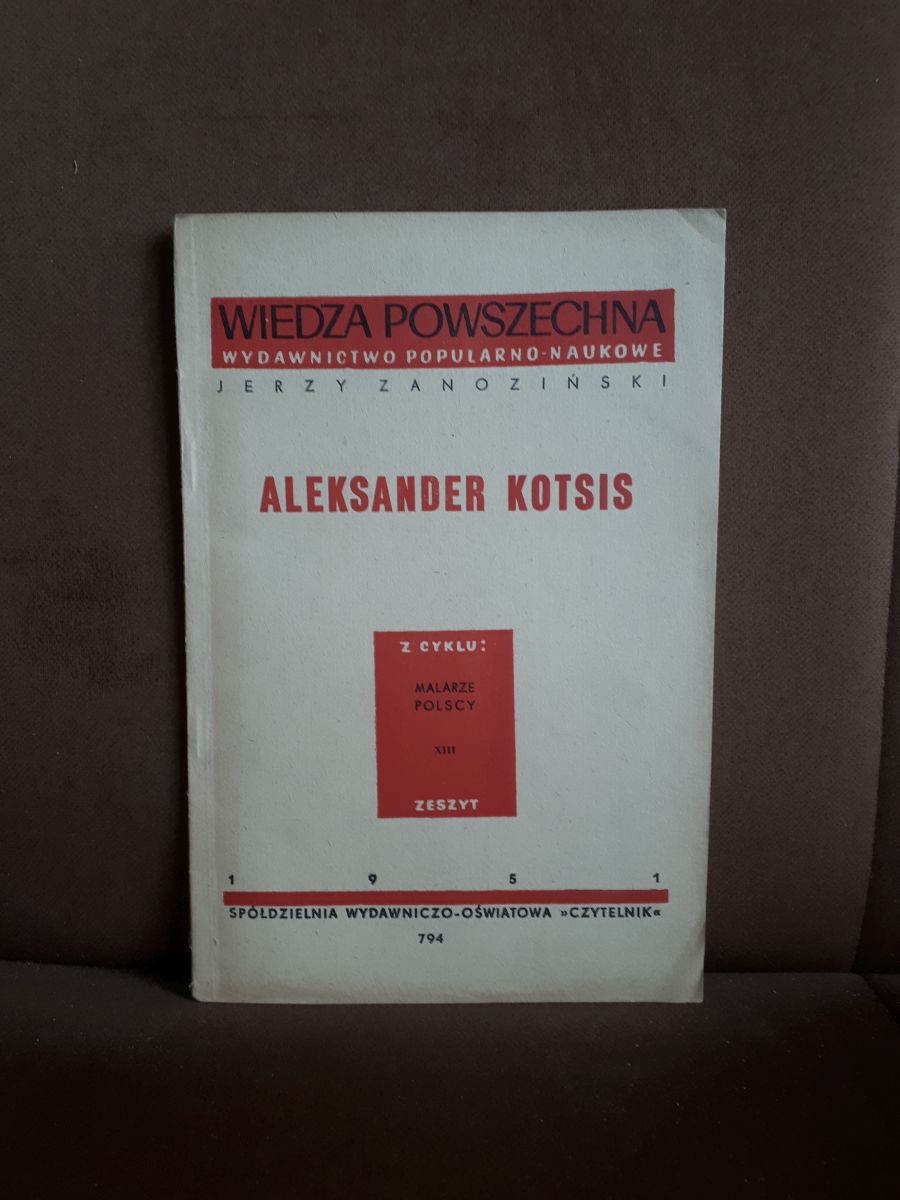 WIEDZA POWSZECHNA
WYDAWNICTWO POPULARNO-NAUKOWE
JERZY ZANOZIŃSKI
ALEKSANDER KOTSIS
Z CYKLU:
MALARZE
POLSCY
XIII
ZESZYT
1 9 5 1
SPÓŁDZIELNIA WYDAWNICZO-OŚWIATOWA »CZYTELNIK«
794